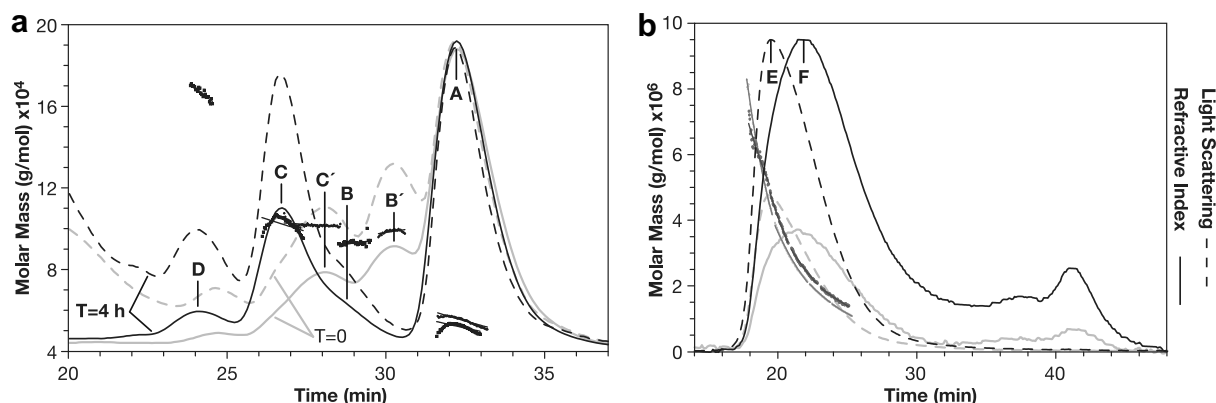 a
Molar Mass (g/mol) x10⁴
20
16
12
8
4
20
25
30
35
Time (min)
T=4 h
T=0
D
C
C´
B
B´
A
b
Molar Mass (g/mol) x10⁶
10
8
6
4
2
0
20
30
40
Time (min)
E
F
Light Scattering
Refractive Index